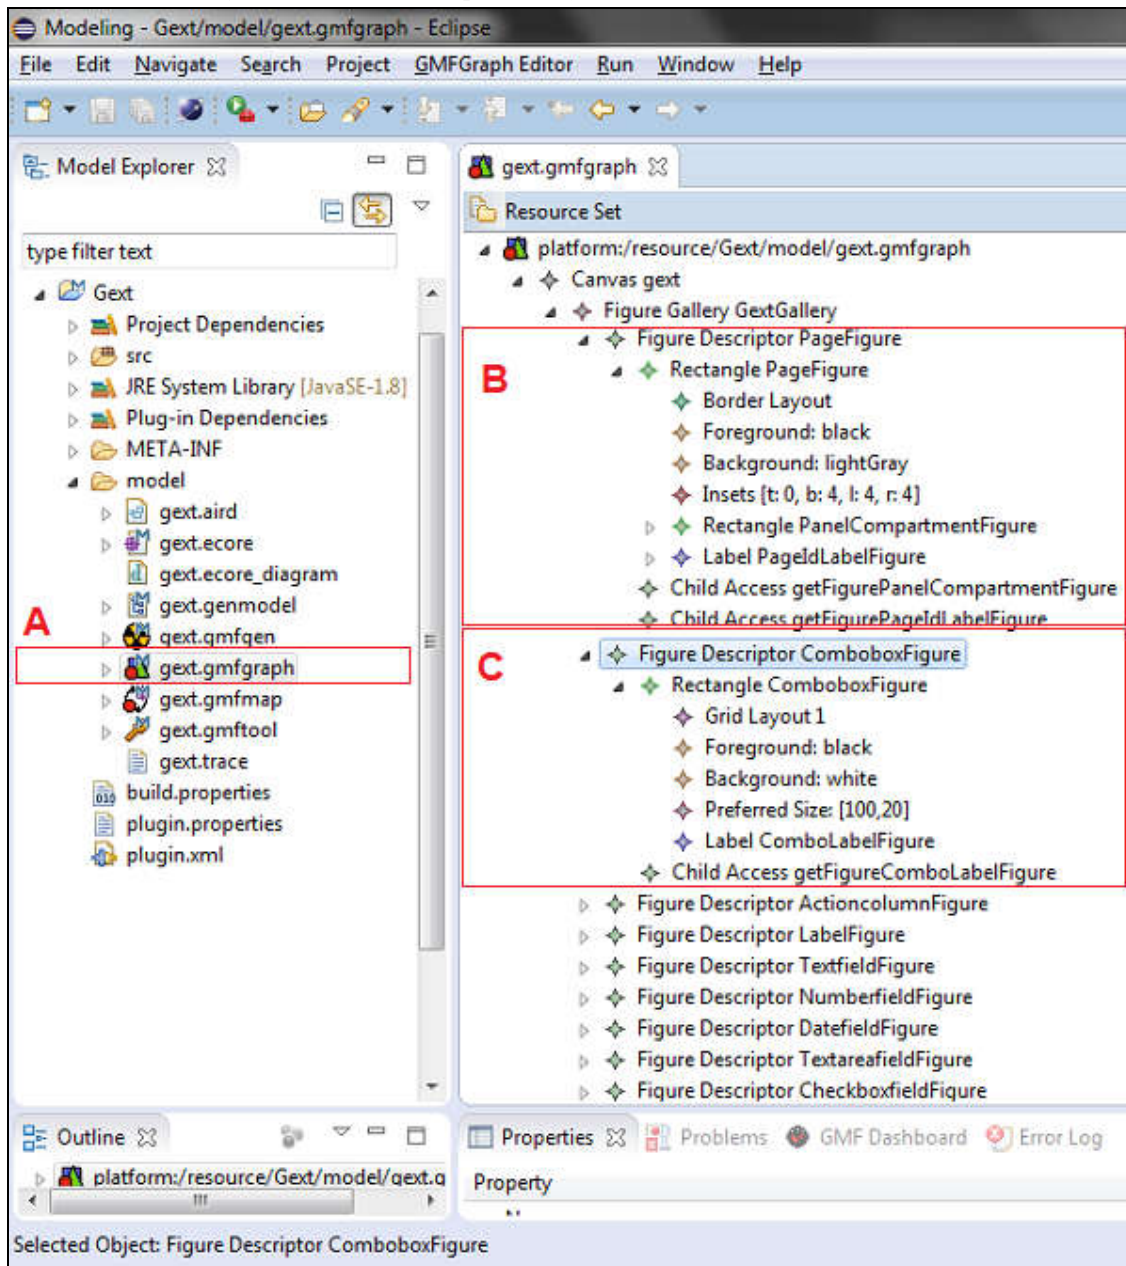 Modeling - Gext/model/gext.gmfgraph - Eclipse
File Edit Navigate Search Project GMFGraph Editor Run Window Help
Model Explorer
type filter text
Gext
Project Dependencies
src
JRE System Library [JavaSE-1.8]
Plug-in Dependencies
META-INF
model
gext.aird
gext.ecore
gext.ecore_diagram
gext.genmodel
A
gext.gmfgen
gext.gmfgraph
gext.gmfmap
gext.gmftool
gext.trace
build.properties
plugin.properties
plugin.xml
gext.gmfgraph
Resource Set
platform:/resource/Gext/model/gext.gmfgraph
Canvas gext
Figure Gallery GextGallery
Figure Descriptor PageFigure
B
Rectangle PageFigure
Border Layout
Foreground: black
Background: lightGray
Insets [t: 0, b: 4, l: 4, r: 4]
Rectangle PanelCompartmentFigure
Label PageIdLabelFigure
Child Access getFigurePanelCompartmentFigure
Child Access getFigurePageIdLabelFigure
Figure Descriptor ComboboxFigure
C
Rectangle ComboboxFigure
Grid Layout 1
Foreground: black
Background: white
Preferred Size: [100,20]
Label ComboLabelFigure
Child Access getFigureComboLabelFigure
Figure Descriptor ActioncolumnFigure
Figure Descriptor LabelFigure
Figure Descriptor TextfieldFigure
Figure Descriptor NumberfieldFigure
Figure Descriptor DatefieldFigure
Figure Descriptor TextareafieldFigure
Figure Descriptor CheckboxfieldFigure
Outline
platform:/resource/Gext/model/gext.g
Properties Problems GMF Dashboard Error Log
Property
Selected Object: Figure Descriptor ComboboxFigure